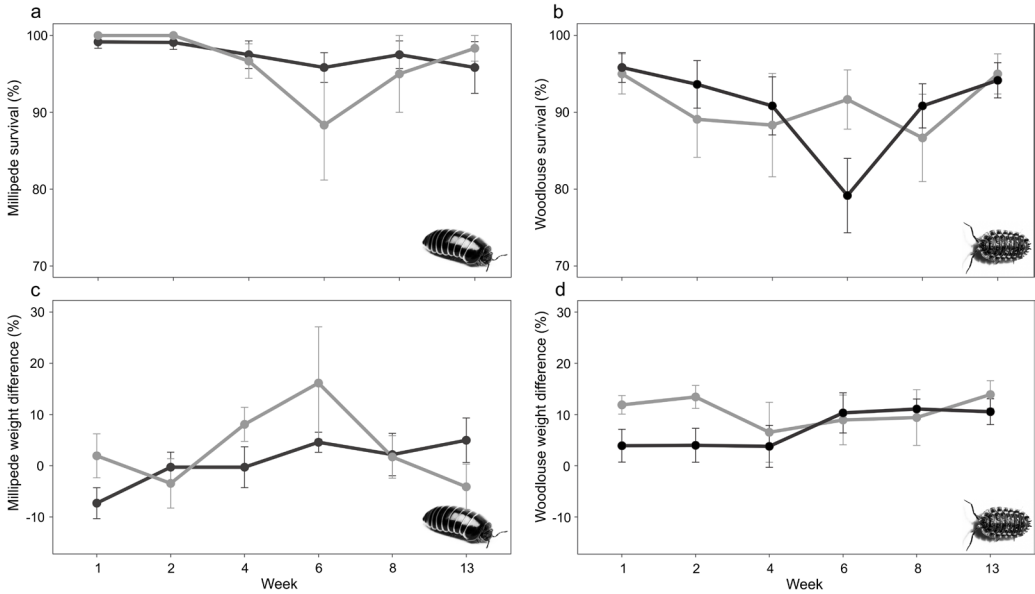 a
Millipede survival (%)
100
90
80
70
b
Woodlouse survival (%)
100
90
80
70
c
Millipede weight difference (%)
30
20
10
0
-10
1 2 4 6 8 13
Week
d
Woodlouse weight difference (%)
30
20
10
0
-10
1 2 4 6 8 13
Week